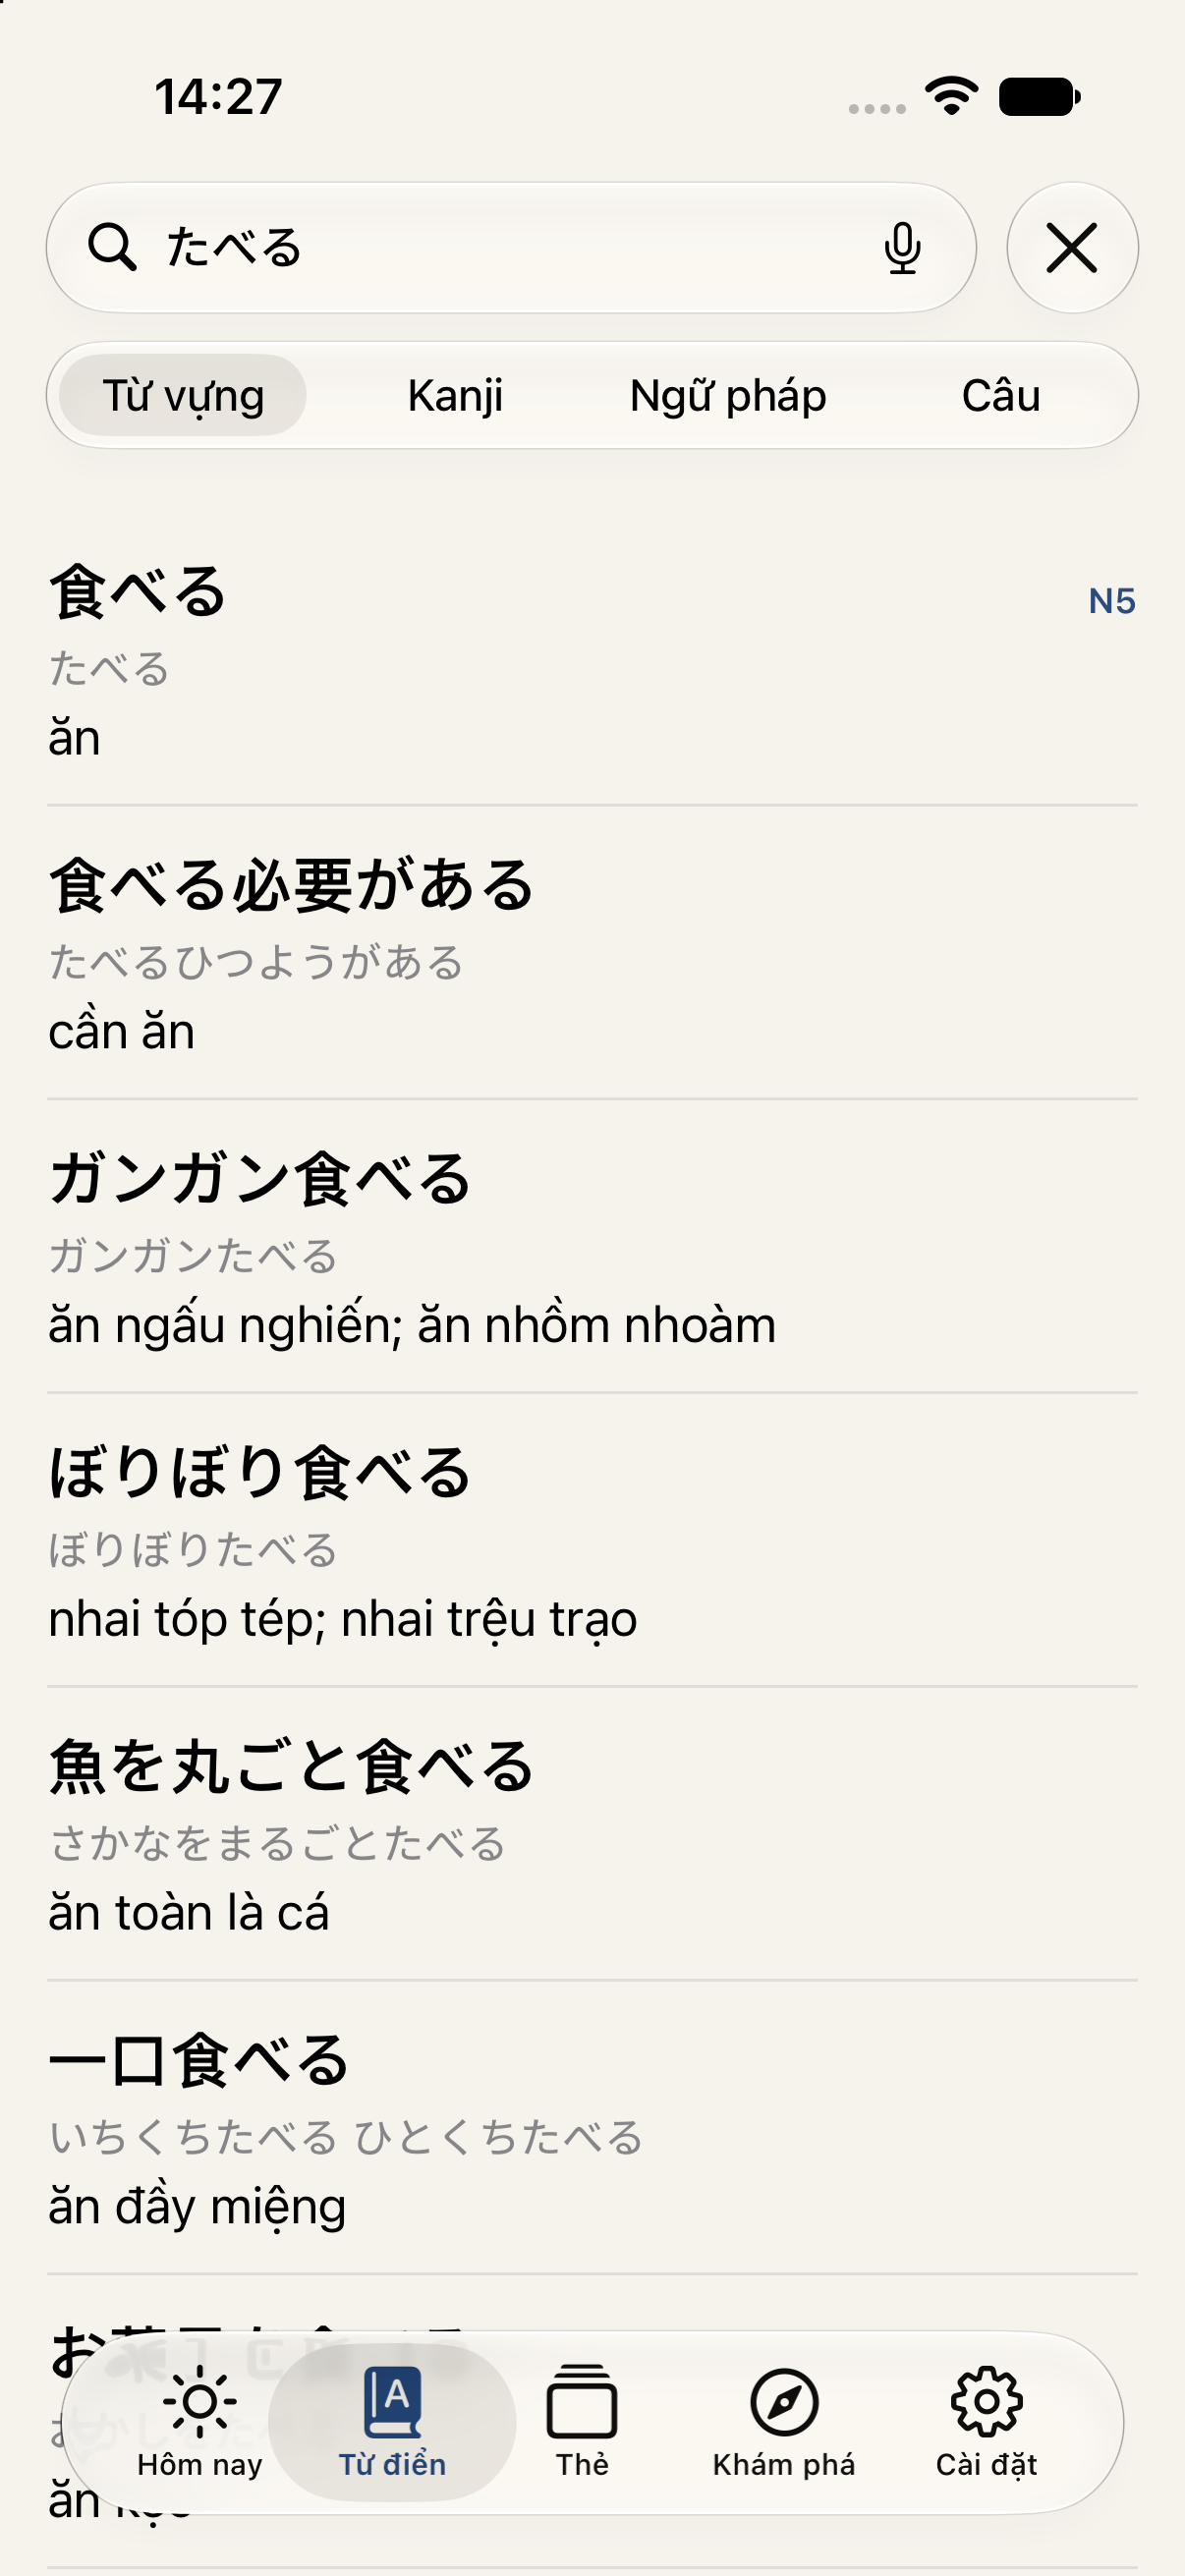 14:27
たべる
Từ vựng Kanji Ngữ pháp Câu
食べる N5
たべる
ăn
食べる必要がある
たべるひつようがある
cần ăn
ガンガン食べる
ガンガンたべる
ăn ngấu nghiến; ăn nhồm nhoàm
ぼりぼり食べる
ぼりぼりたべる
nhai tóp tép; nhai trệu trạo
魚を丸ごと食べる
さかなをまるごとたべる
ăn toàn là cá
一口食べる
いちくちたべる ひとくちたべる
ăn đầy miệng
お
ăn
Hôm nay Từ điển Thẻ Khám phá Cài đặt